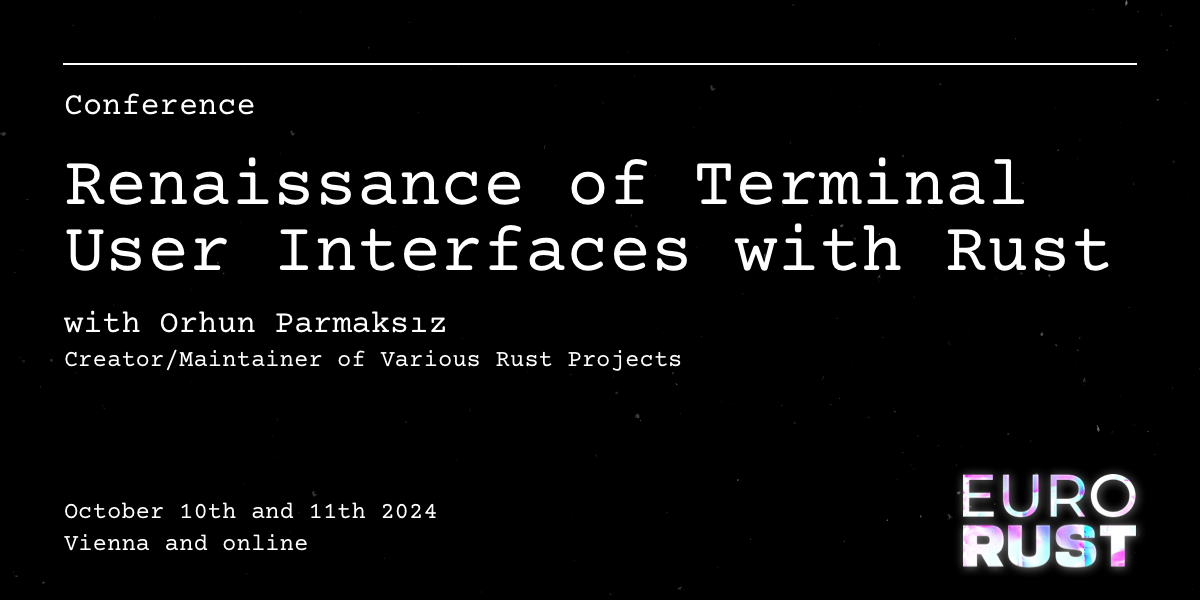 Conference
Renaissance of Terminal
User Interfaces with Rust
with Orhun Parmaksız
Creator/Maintainer of Various Rust Projects
October 10th and 11th 2024
Vienna and online
EURO
RUST